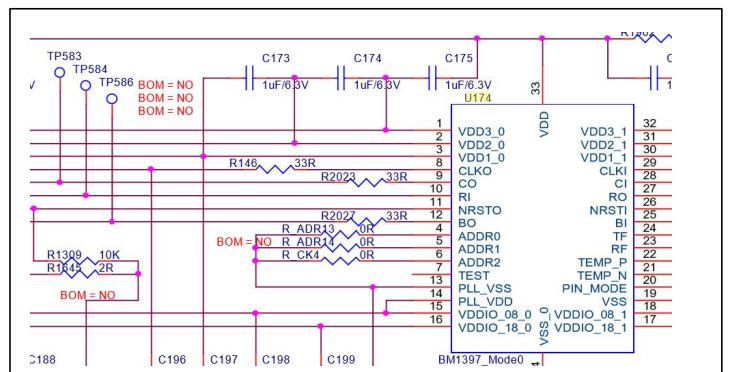 R1902
TP583
C173
C174
C175
TP584
TP586
BOM = NO
1uF/6.3V
1uF/6.3V
1uF/6.3V
BOM = NO
BOM = NO
U174
33
VDD
1 VDD3_0 VDD3_1 32
2 VDD2_0 VDD2_1 31
3 VDD1_0 VDD1_1 30
R146 33R 8 CLKO CLKI 29
R2023 33R 9 CO CI 28
10 RI RO 27
11 NRSTO NRSTI 26
R2027 33R 12 BO BI 25
R_ADR13 0R 4 ADDR0 TF 24
BOM = NO R_ADR14 0R 5 ADDR1 RF 23
R_CK4 0R 6 ADDR2 TEMP_P 22
R1309 10K 7 TEST TEMP_N 21
R1645 2R 13 PLL_VSS PIN_MODE 20
BOM = NO 14 PLL_VDD VSS 19
15 VDDIO_08_0 VDDIO_08_1 18
16 VDDIO_18_0 VDDIO_18_1 17
VSS_0
C188
C196
C197
C198
C199
BM1397_Mode0